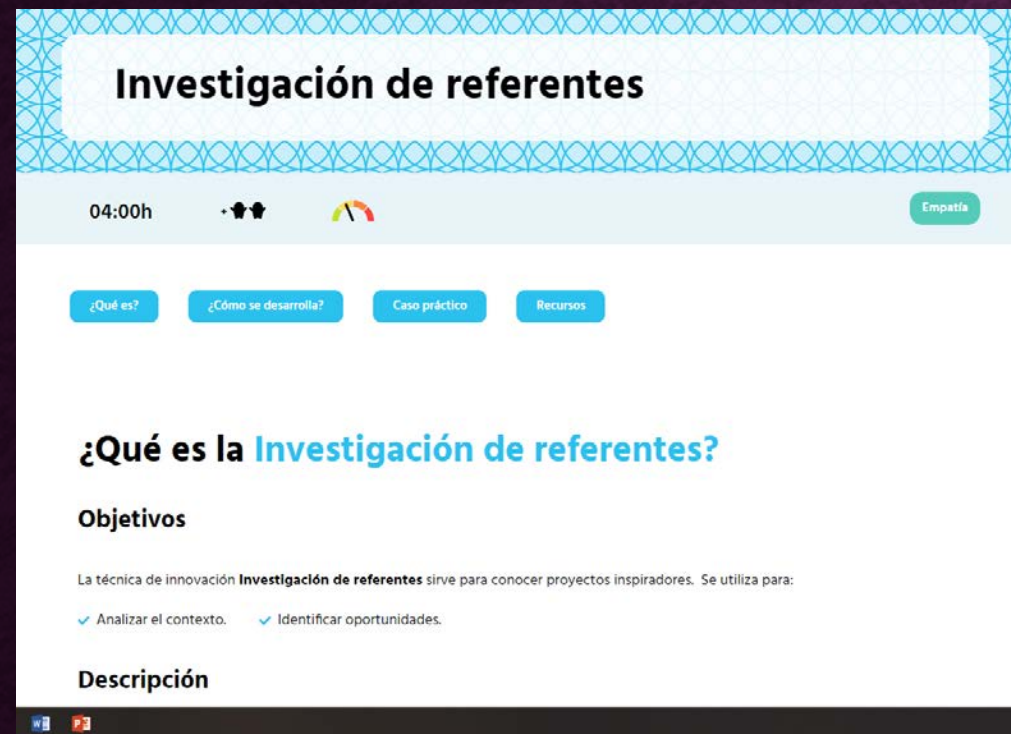 Investigación de referentes
04:00h
Empatía
¿Qué es?
¿Cómo se desarrolla?
Caso práctico
Recursos
¿Qué es la Investigación de referentes?
Objetivos
La técnica de innovación Investigación de referentes sirve para conocer proyectos inspiradores. Se utiliza para:
Analizar el contexto.
Identificar oportunidades.
Descripción